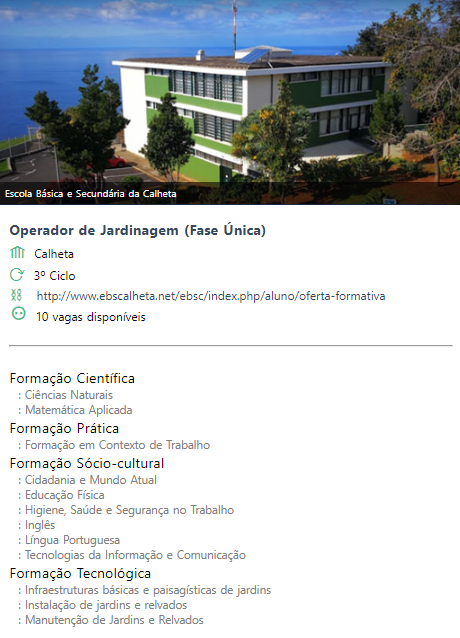 Escola Básica e Secundária da Calheta
Operador de Jardinagem (Fase Única)
Calheta
3º Ciclo
http://www.ebscalheta.net/ebsc/index.php/aluno/oferta-formativa
10 vagas disponíveis
Formação Científica
: Ciências Naturais
: Matemática Aplicada
Formação Prática
: Formação em Contexto de Trabalho
Formação Sócio-cultural
: Cidadania e Mundo Atual
: Educação Física
: Higiene, Saúde e Segurança no Trabalho
: Inglês
: Língua Portuguesa
: Tecnologias da Informação e Comunicação
Formação Tecnológica
: Infraestruturas básicas e paisagísticas de jardins
: Instalação de jardins e relvados
: Manutenção de Jardins e Relvados